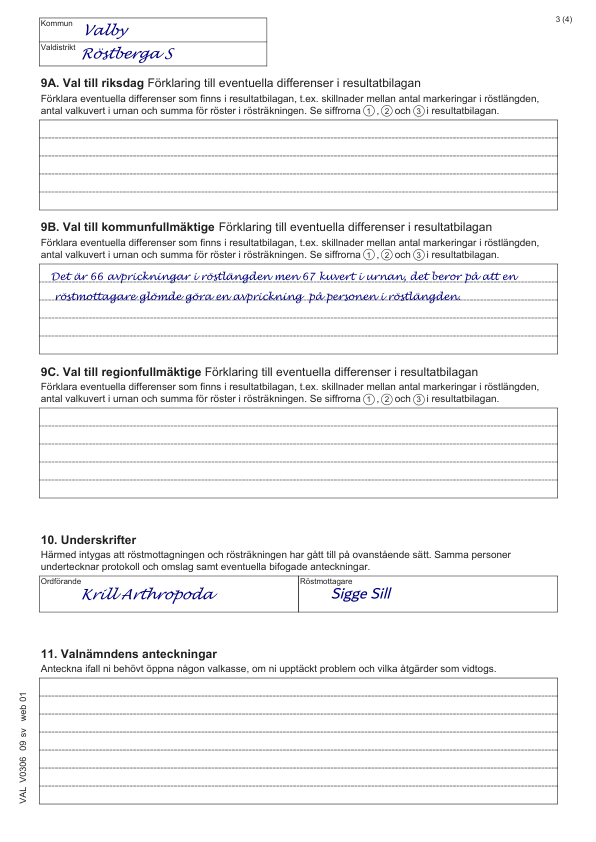 3 (4)
Kommun
Valby
Valdistrikt
Röstberga S
9A. Val till riksdag Förklaring till eventuella differenser i resultatbilagan
Förklara eventuella differenser som finns i resultatbilagan, t.ex. skillnader mellan antal markeringar i röstlängden,
antal valkuvert i urnan och summa för röster i rösträkningen. Se siffrorna ①, ② och ③ i resultatbilagan.
9B. Val till kommunfullmäktige Förklaring till eventuella differenser i resultatbilagan
Förklara eventuella differenser som finns i resultatbilagan, t.ex. skillnader mellan antal markeringar i röstlängden,
antal valkuvert i urnan och summa för röster i rösträkningen. Se siffrorna ①, ② och ③ i resultatbilagan.
Det är 66 avprickningar i röstlängden men 67 kuvert i urnan, det beror på att en
röstmottagare glömde göra en avprickning på personen i röstlängden.
9C. Val till regionfullmäktige Förklaring till eventuella differenser i resultatbilagan
Förklara eventuella differenser som finns i resultatbilagan, t.ex. skillnader mellan antal markeringar i röstlängden,
antal valkuvert i urnan och summa för röster i rösträkningen. Se siffrorna ①, ② och ③ i resultatbilagan.
10. Underskrifter
Härmed intygas att röstmottagningen och rösträkningen har gått till på ovanstående sätt. Samma personer
undertecknar protokoll och omslag samt eventuella bifogade anteckningar.
Ordförande
Krill Arthropoda
Röstmottagare
Sigge Sill
11. Valnämndens anteckningar
Anteckna ifall ni behövt öppna någon valkasse, om ni upptäckt problem och vilka åtgärder som vidtogs.
VAL V0306 09 sv web 01